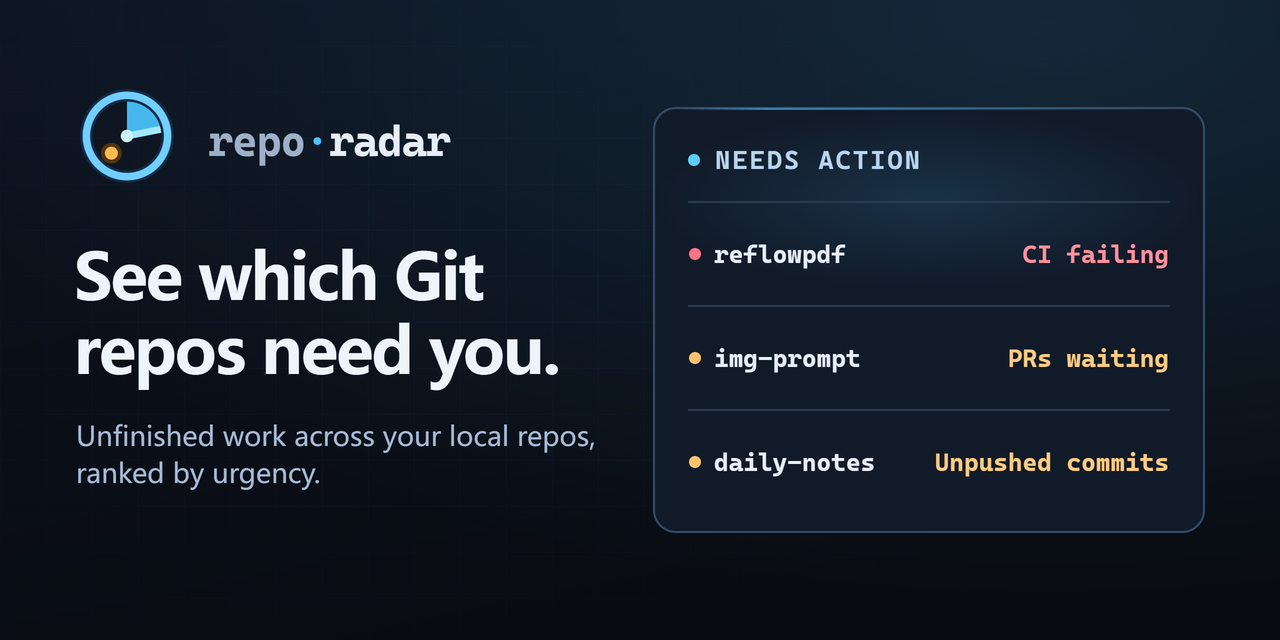 repo·radar
See which Git
repos need you.
Unfinished work across your local repos,
ranked by urgency.
NEEDS ACTION
reflowpdf CI failing
img-prompt PRs waiting
daily-notes Unpushed commits